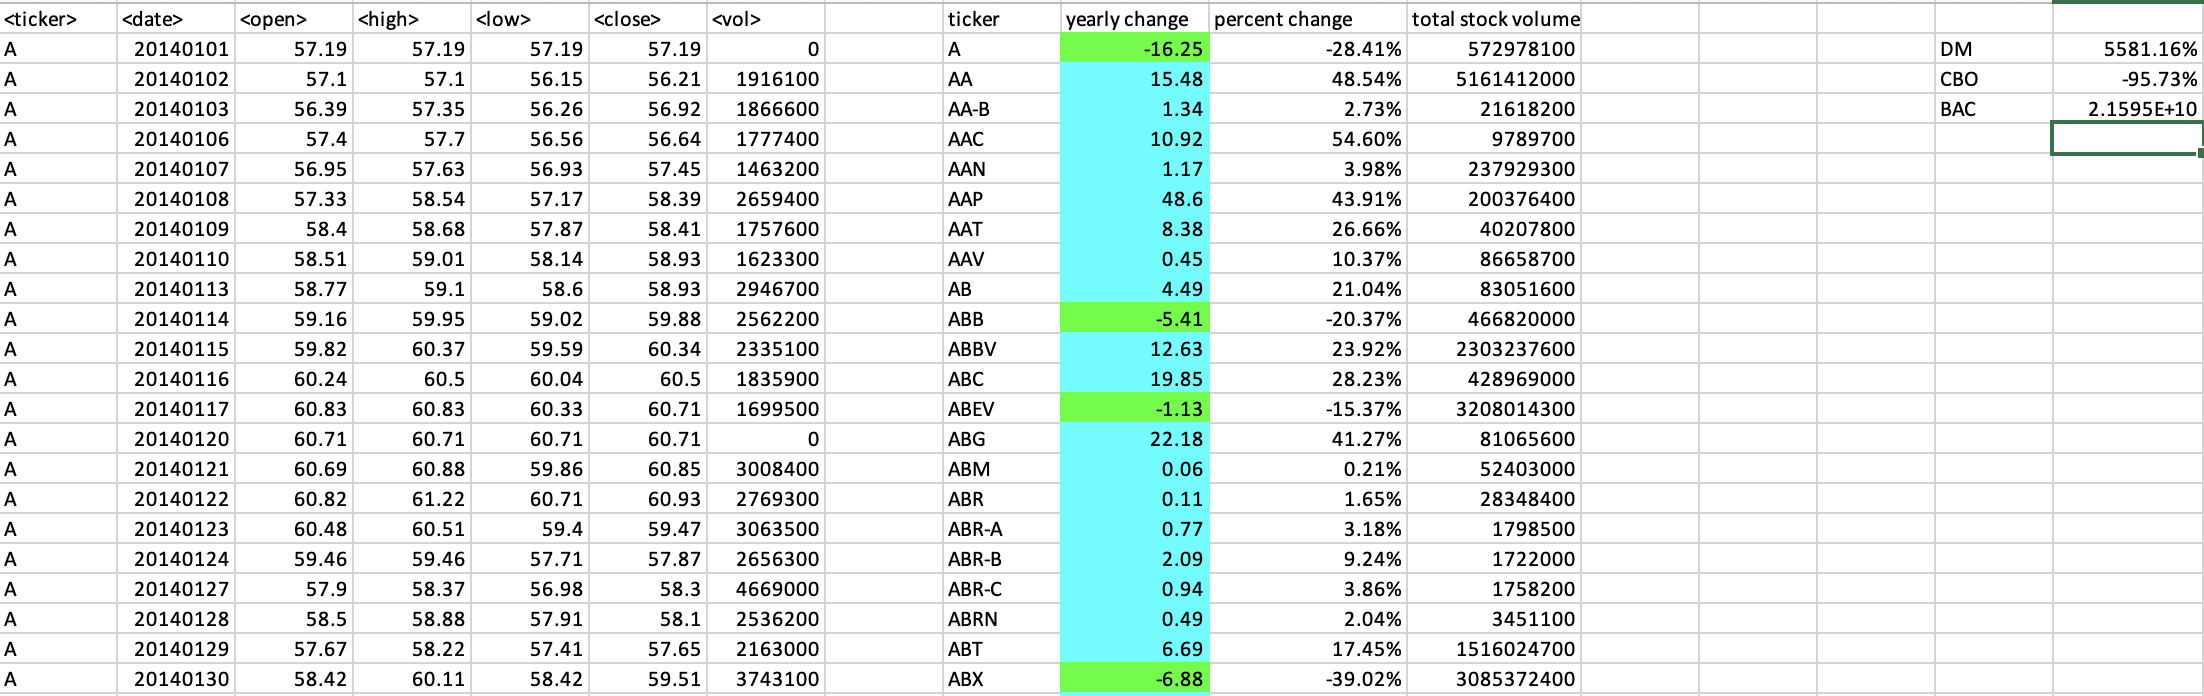 <ticker> <date> <open> <high> <low> <close> <vol> ticker yearly change percent change total stock volume
A 20140101 57.19 57.19 57.19 57.19 0 A -16.25 -28.41% 572978100 DM 5581.16%
A 20140102 57.1 57.1 56.15 56.21 1916100 AA 15.48 48.54% 5161412000 CBO -95.73%
A 20140103 56.39 57.35 56.26 56.92 1866600 AA-B 1.34 2.73% 21618200 BAC 2.1595E+10
A 20140106 57.4 57.7 56.56 56.64 1777400 AAC 10.92 54.60% 9789700
A 20140107 56.95 57.63 56.93 57.45 1463200 AAN 1.17 3.98% 237929300
A 20140108 57.33 58.54 57.17 58.39 2659400 AAP 48.6 43.91% 200376400
A 20140109 58.4 58.68 57.87 58.41 1757600 AAT 8.38 26.66% 40207800
A 20140110 58.51 59.01 58.14 58.93 1623300 AAV 0.45 10.37% 86658700
A 20140113 58.77 59.1 58.6 58.93 2946700 AB 4.49 21.04% 83051600
A 20140114 59.16 59.95 59.02 59.88 2562200 ABB -5.41 -20.37% 466820000
A 20140115 59.82 60.37 59.59 60.34 2335100 ABBV 12.63 23.92% 2303237600
A 20140116 60.24 60.5 60.04 60.5 1835900 ABC 19.85 28.23% 428969000
A 20140117 60.83 60.83 60.33 60.71 1699500 ABEV -1.13 -15.37% 3208014300
A 20140120 60.71 60.71 60.71 60.71 0 ABG 22.18 41.27% 81065600
A 20140121 60.69 60.88 59.86 60.85 3008400 ABM 0.06 0.21% 52403000
A 20140122 60.82 61.22 60.71 60.93 2769300 ABR 0.11 1.65% 28348400
A 20140123 60.48 60.51 59.4 59.47 3063500 ABR-A 0.77 3.18% 1798500
A 20140124 59.46 59.46 57.71 57.87 2656300 ABR-B 2.09 9.24% 1722000
A 20140127 57.9 58.37 56.98 58.3 4669000 ABR-C 0.94 3.86% 1758200
A 20140128 58.5 58.88 57.91 58.1 2536200 ABRN 0.49 2.04% 3451100
A 20140129 57.67 58.22 57.41 57.65 2163000 ABT 6.69 17.45% 1516024700
A 20140130 58.42 60.11 58.42 59.51 3743100 ABX -6.88 -39.02% 3085372400